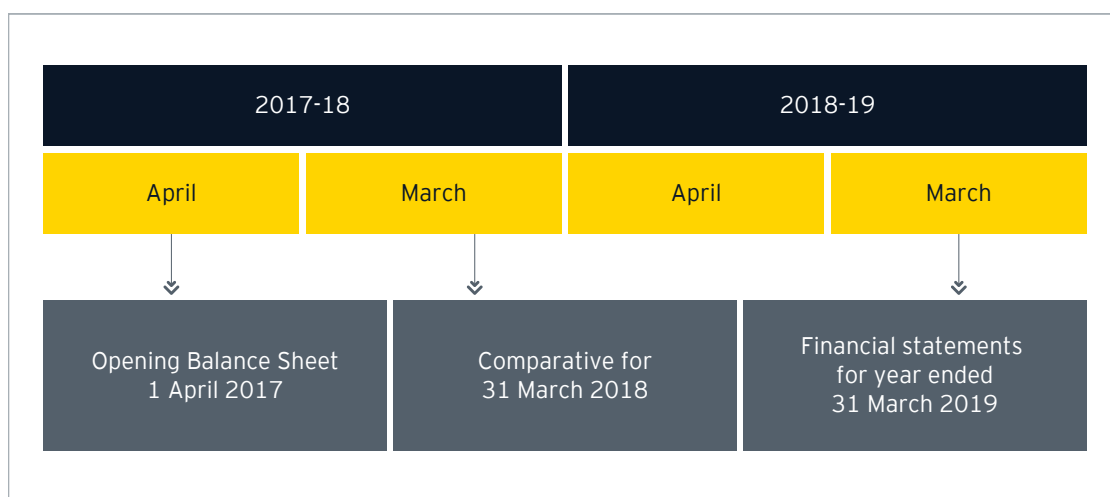 2017-18
2018-19
April
March
April
March
Opening Balance Sheet
1 April 2017
Comparative for
31 March 2018
Financial statements
for year ended
31 March 2019